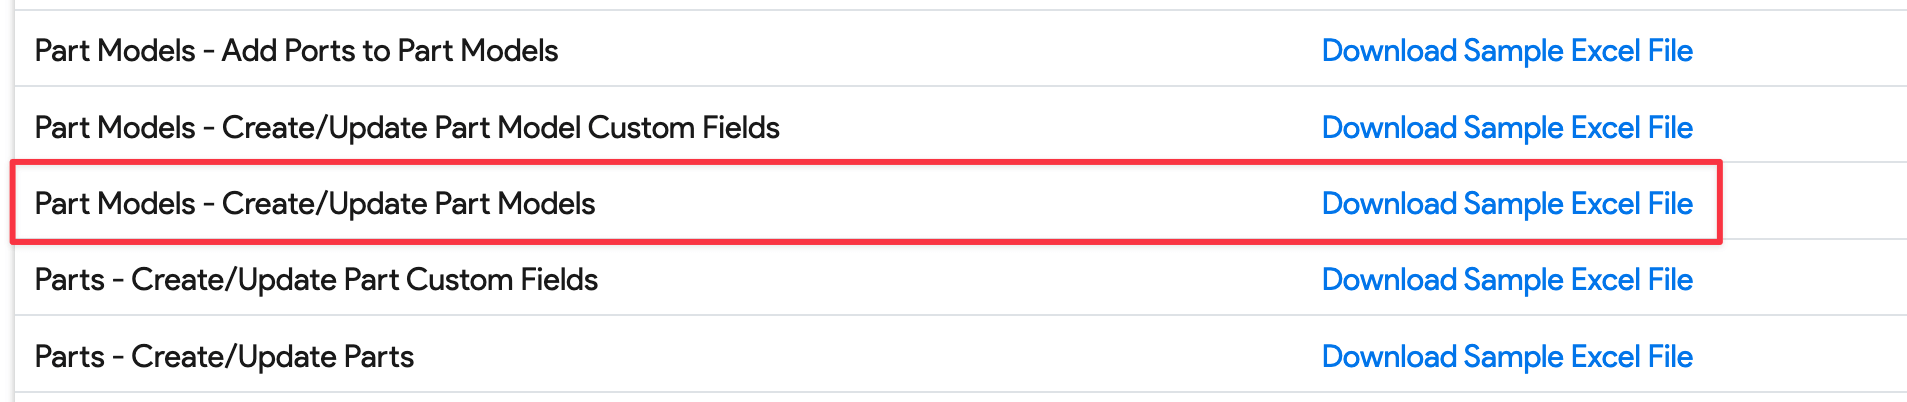 Part Models - Add Ports to Part Models Download Sample Excel File
Part Models - Create/Update Part Model Custom Fields Download Sample Excel File
Part Models - Create/Update Part Models Download Sample Excel File
Parts - Create/Update Part Custom Fields Download Sample Excel File
Parts - Create/Update Parts Download Sample Excel File